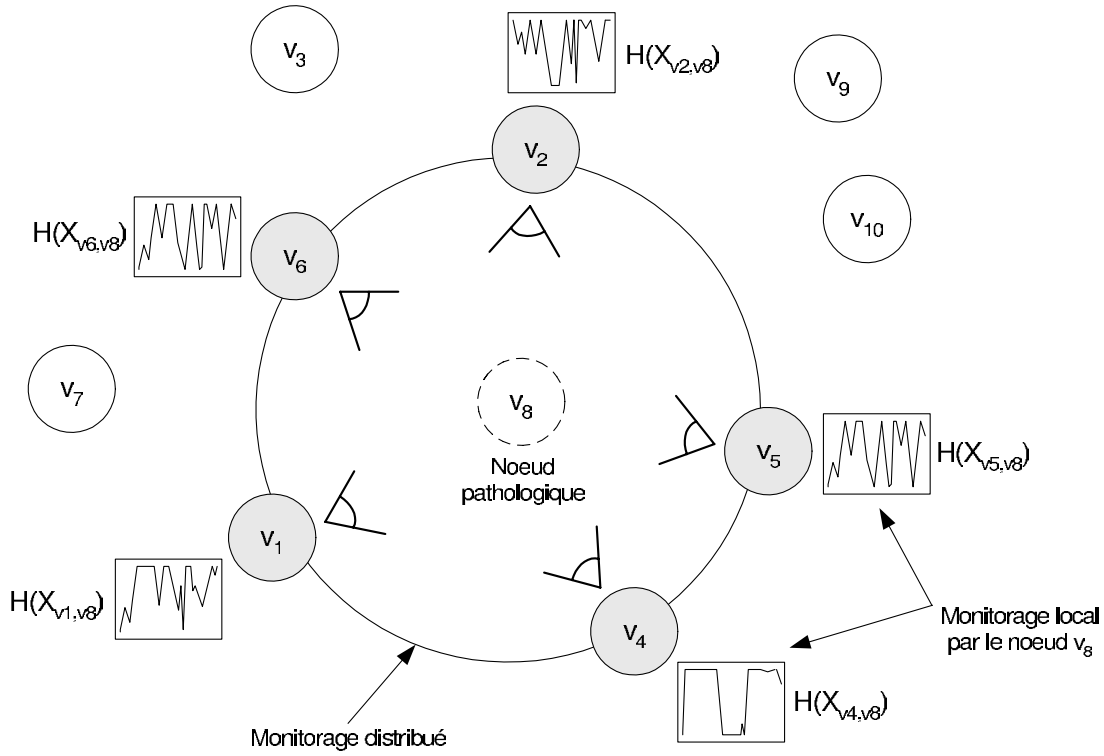 v3
H(Xv2,v8)
v9
v2
v10
H(Xv6,v8)
v6
v7
v8
Noeud
pathologique
v5
H(Xv5,v8)
v1
H(Xv1,v8)
v4
Monitorage local
par le noeud v8
H(Xv4,v8)
Monitorage distribué